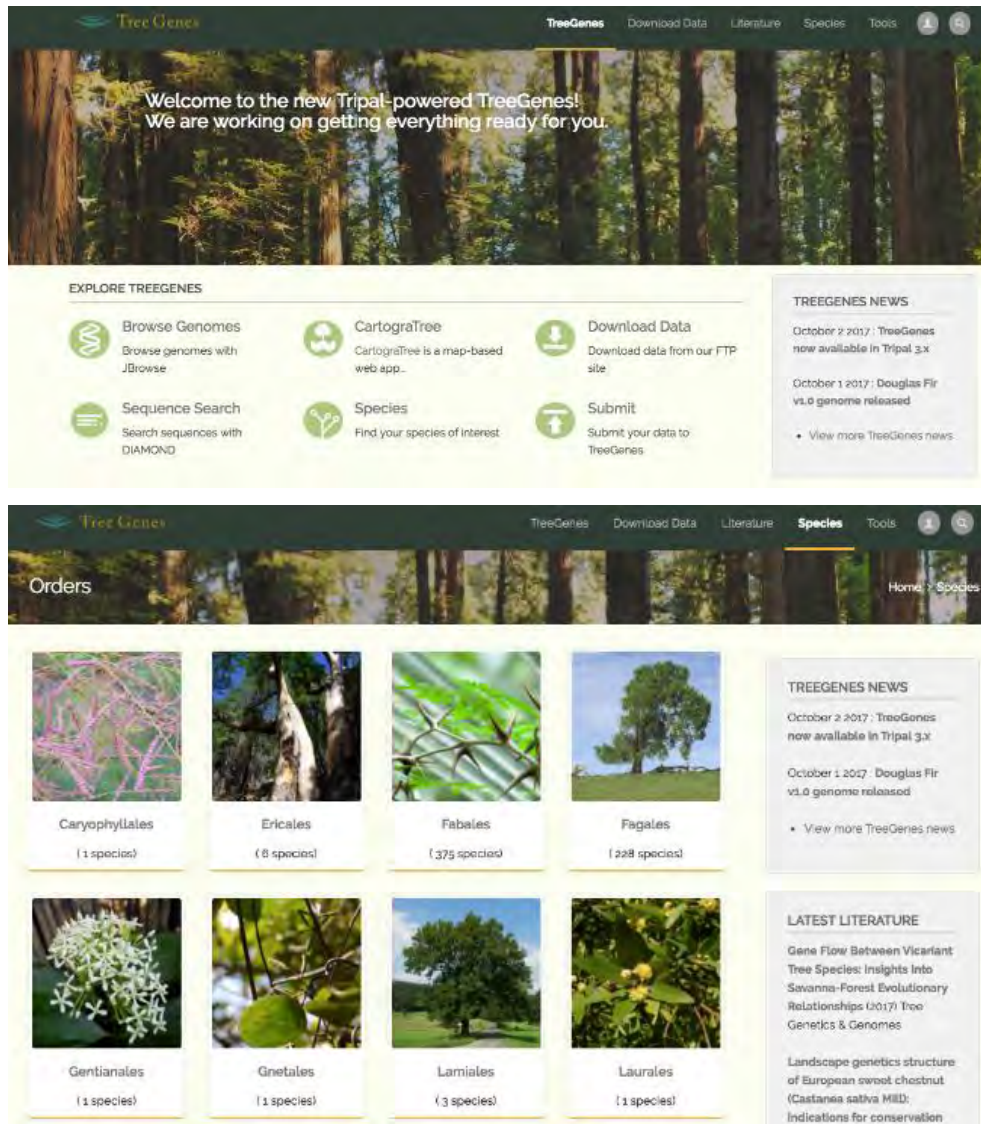 Tree Genes
TreeGenes Download Data Literature Species Tools
Welcome to the new Tripal-powered TreeGenes!
We are working on getting everything ready for you.
EXPLORE TREEGENES
Browse Genomes
Browse genomes with
JBrowse
CartograTree
CartograTree is a map-based
web app...
Download Data
Download data from our FTP
site
Sequence Search
Search sequences with
DIAMOND
Species
Find your species of interest
Submit
Submit your data to
TreeGenes
TREEGENES NEWS
October 2 2017 : TreeGenes
now available in Tripal 3.x
October 1 2017 : Douglas Fir
v1.0 genome released
• View more TreeGenes news
Tree Genes
TreeGenes Download Data Literature Species Tools
Orders
Home > Species
Caryophyllales
(1 species)
Ericales
(6 species)
Fabales
(375 species)
Fagales
(228 species)
Gentianales
(1 species)
Gnetales
(1 species)
Lamiales
(3 species)
Laurales
(1 species)
TREEGENES NEWS
October 2 2017 : TreeGenes
now available in Tripal 3.x
October 1 2017 : Douglas Fir
v1.0 genome released
• View more TreeGenes news
LATEST LITERATURE
Gene Flow Between Vicariant
Tree Species: Insights Into
Savanna-Forest Evolutionary
Relationships (2017) Tree
Genetics & Genomes
Landscape genetics structure
of European sweet chestnut
(Castanea sativa Mill):
indications for conservation